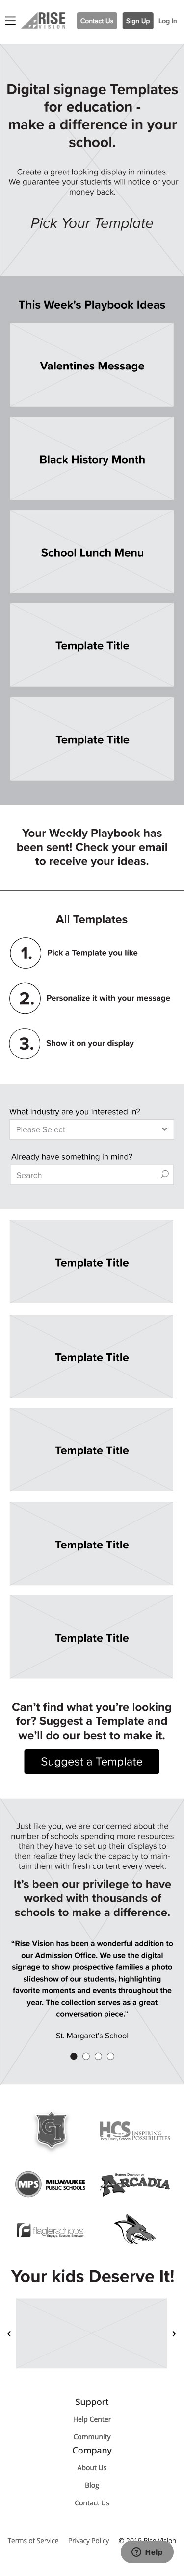 RISE
VISION
Contact Us
Sign Up
Log In
Digital signage Templates
for education -
make a difference in your
school.
Create a great looking display in minutes.
We guarantee your students will notice or your
money back.
Pick Your Template
This Week's Playbook Ideas
Valentines Message
Black History Month
School Lunch Menu
Template Title
Template Title
Your Weekly Playbook has
been sent! Check your email
to receive your ideas.
All Templates
1. Pick a Template you like
2. Personalize it with your message
3. Show it on your display
What industry are you interested in?
Please Select
Already have something in mind?
Search
Template Title
Template Title
Template Title
Template Title
Template Title
Can't find what you're looking
for? Suggest a Template and
we'll do our best to make it.
Suggest a Template
Just like you, we are concerned about the
number of schools spending more resources
than they have to set up their displays to
then realize they lack the capacity to main-
tain them with fresh content every week.
It's been our privilege to have
worked with thousands of
schools to make a difference.
“Rise Vision has been a wonderful addition to
our Admission Office. We use the digital
signage to show prospective families a photo
slideshow of our students, highlighting
favorite moments and events throughout the
year. The collection serves as a great
conversation piece.”
St. Margaret's School
HCS INSPIRING
POSSIBILITIES
MPS MILWAUKEE
PUBLIC SCHOOLS
ARCADIA
flaglerschools
Your kids Deserve It!
Support
Help Center
Community
Company
About Us
Blog
Contact Us
Terms of Service
Privacy Policy
© 2019 Rise Vision
Help